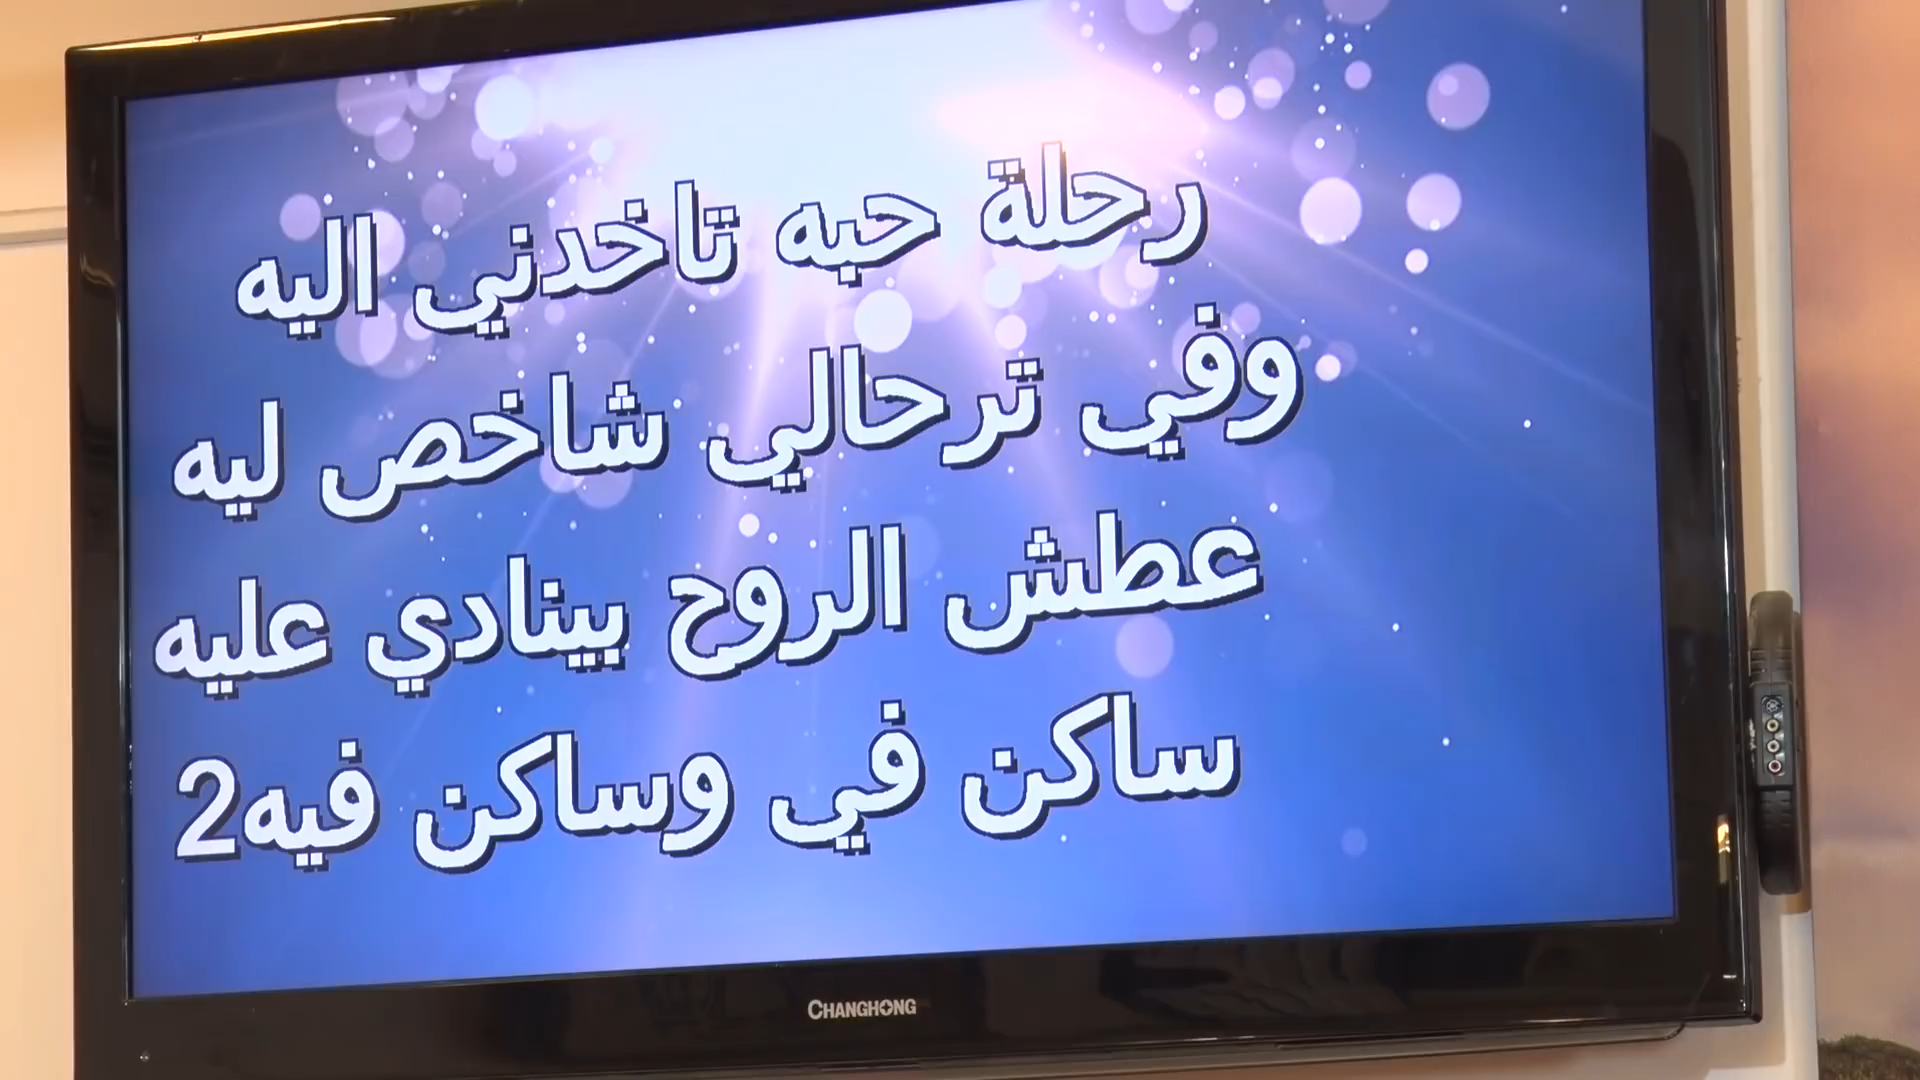 رحلة حبه تاخدني اليه
وفي ترحالي شاخص ليه
عطش الروح بينادي عليه
ساكن في وساكن فيه2
CHANGHONG